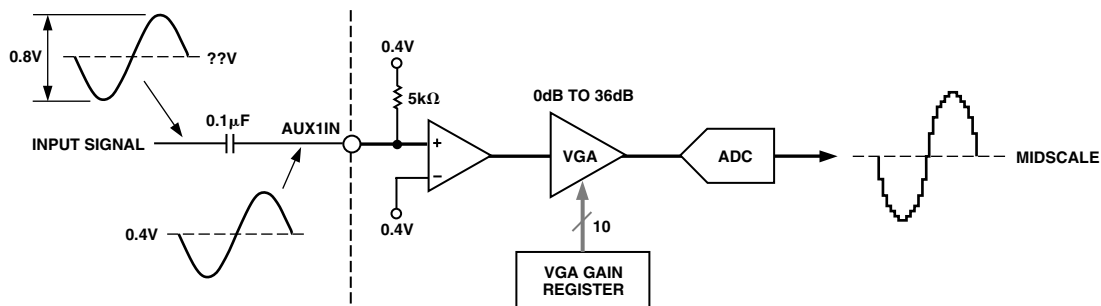 0.8V
??V
0.4V
5kΩ
0dB TO 36dB
0.1μF
AUX1IN
INPUT SIGNAL
+
VGA
ADC
MIDSCALE
–
0.4V
0.4V
10
VGA GAIN
REGISTER